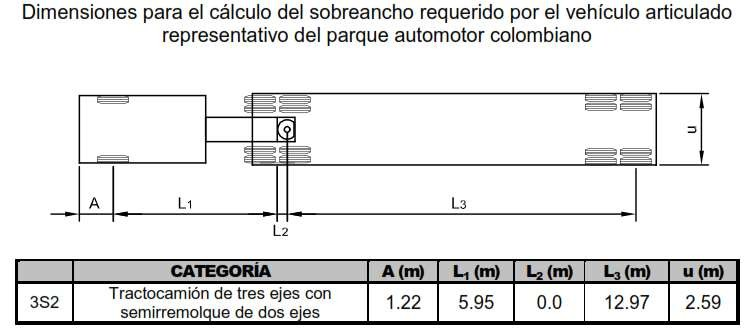 Dimensiones para el cálculo del sobreancho requerido por el vehículo articulado
representativo del parque automotor colombiano
u
A
L1
L2
L3
CATEGORÍA A (m) L1 (m) L2 (m) L3 (m) u (m)
3S2 Tractocamión de tres ejes con semirremolque de dos ejes 1.22 5.95 0.0 12.97 2.59